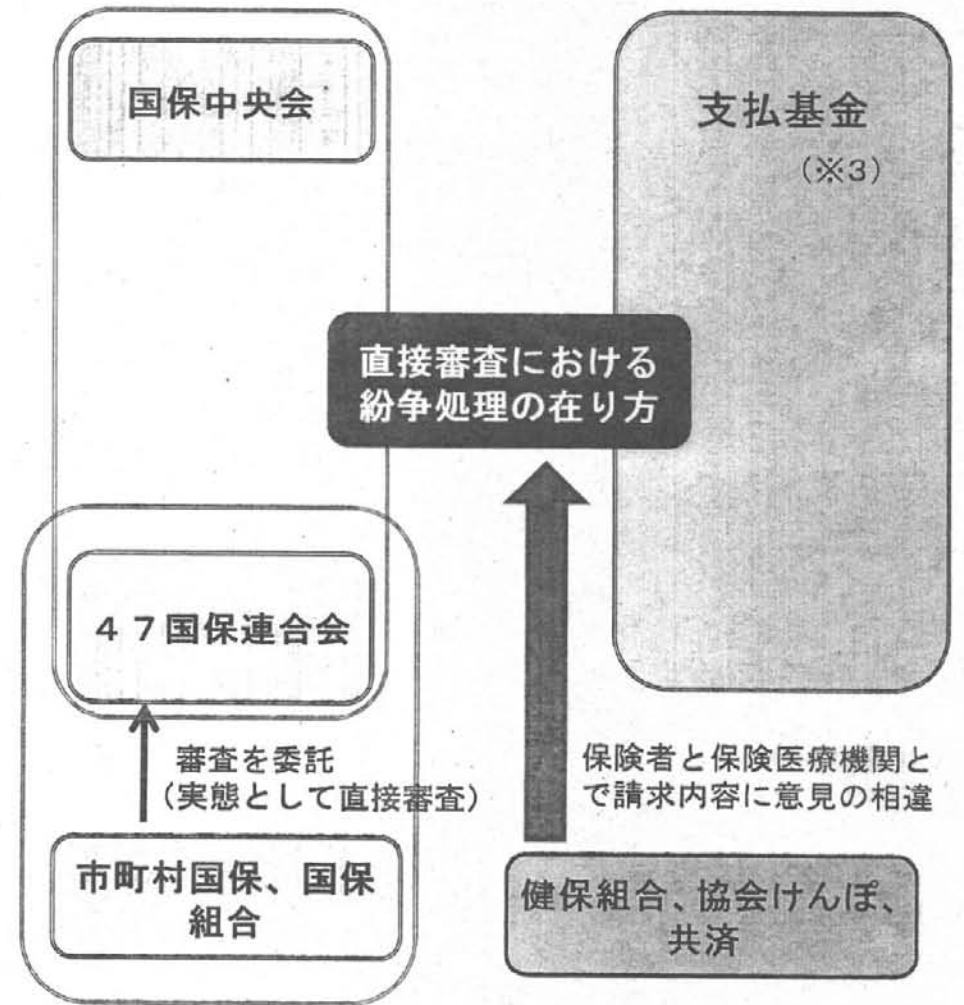 国保中央会
支払基金
（※3）
直接審査における
紛争処理の在り方
４７国保連合会
審査を委託
（実態として直接審査）
保険者と保険医療機関と
で請求内容に意見の相違
市町村国保、国保
組合
健保組合、協会けんぽ、
共済